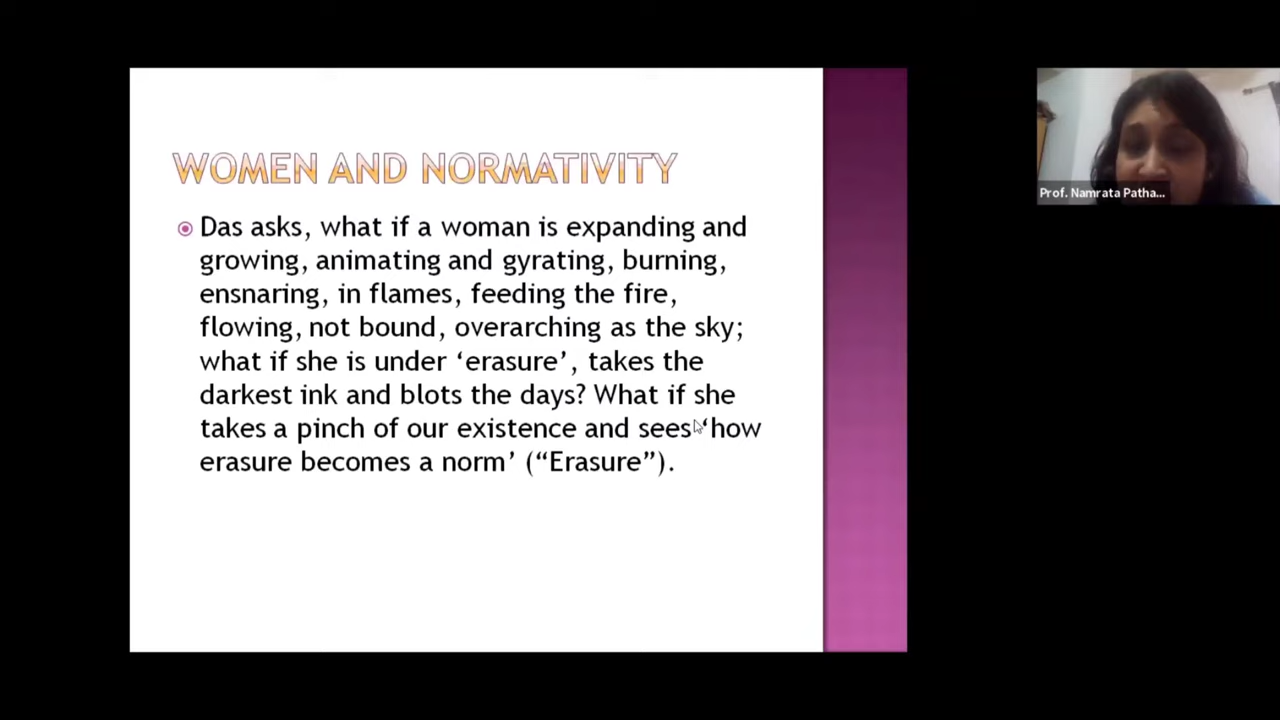 WOMEN AND NORMATIVITY
Das asks, what if a woman is expanding and
growing, animating and gyrating, burning,
ensnaring, in flames, feeding the fire,
flowing, not bound, overarching as the sky;
what if she is under ‘erasure’, takes the
darkest ink and blots the days? What if she
takes a pinch of our existence and sees ‘how
erasure becomes a norm’ (“Erasure”).
Prof. Namrata Patha...